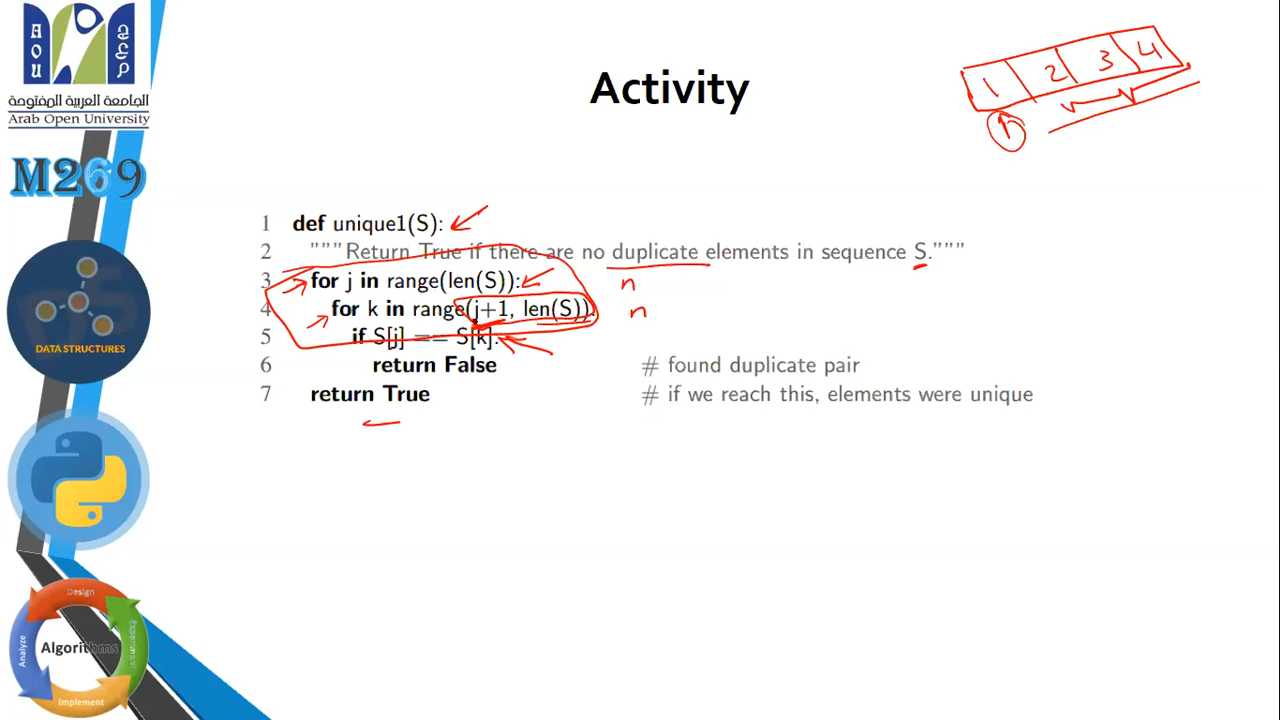 AOU
الجامعة العربية المفتوحة
Arab Open University
M269
DATA STRUCTURES
Design
Experiment
Algorithms
Analyze
Implement
Activity
1 2 3 4
1 def unique1(S):
2 """Return True if there are no duplicate elements in sequence S."""
3 for j in range(len(S)): n
4 for k in range(j+1, len(S)): n
5 if S[j] == S[k]:
6 return False # found duplicate pair
7 return True # if we reach this, elements were unique